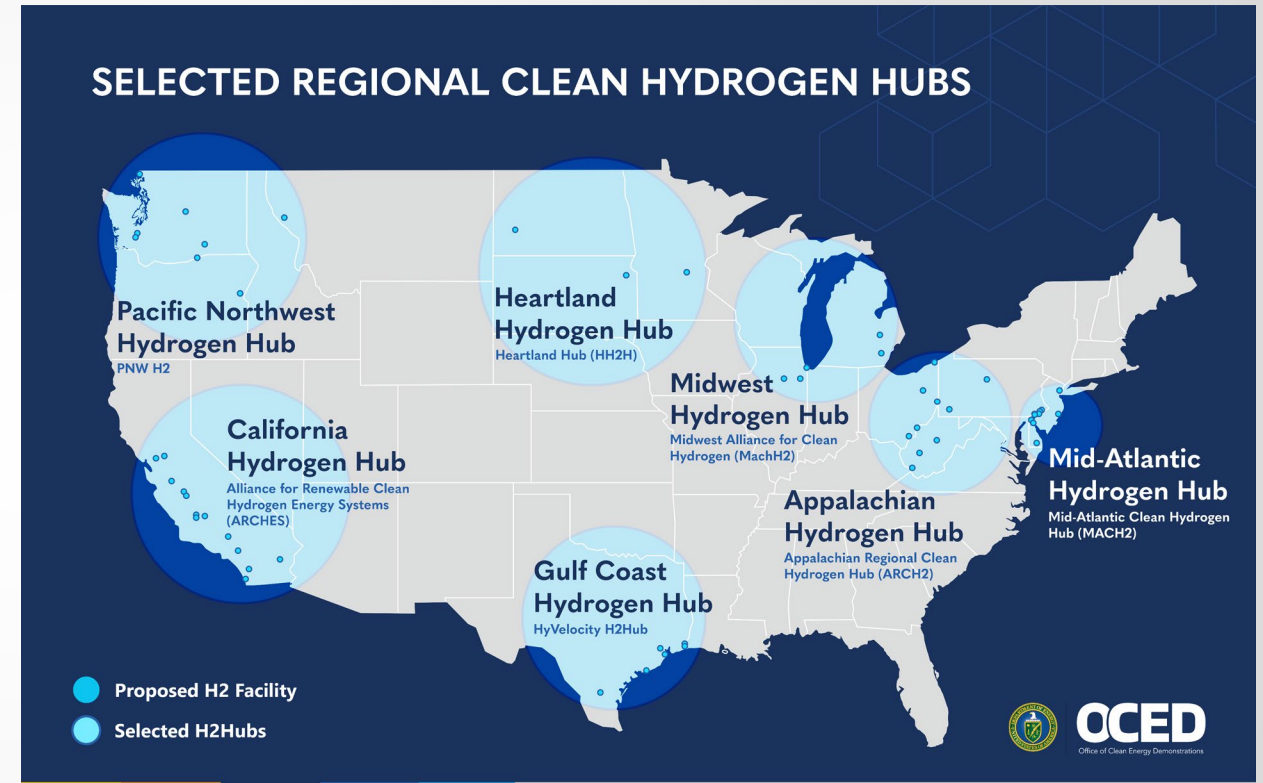 SELECTED REGIONAL CLEAN HYDROGEN HUBS
Pacific Northwest
Hydrogen Hub
PNW H2
Heartland
Hydrogen Hub
Heartland Hub (HH2H)
Midwest
Hydrogen Hub
Midwest Alliance for Clean
Hydrogen (MachH2)
California
Hydrogen Hub
Alliance for Renewable Clean
Hydrogen Energy Systems
(ARCHES)
Mid-Atlantic
Hydrogen Hub
Mid-Atlantic Clean Hydrogen
Hub (MACH2)
Appalachian
Hydrogen Hub
Appalachian Regional Clean
Hydrogen Hub (ARCH2)
Gulf Coast
Hydrogen Hub
HyVelocity H2Hub
Proposed H2 Facility
Selected H2Hubs
OCED
Office of Clean Energy Demonstrations